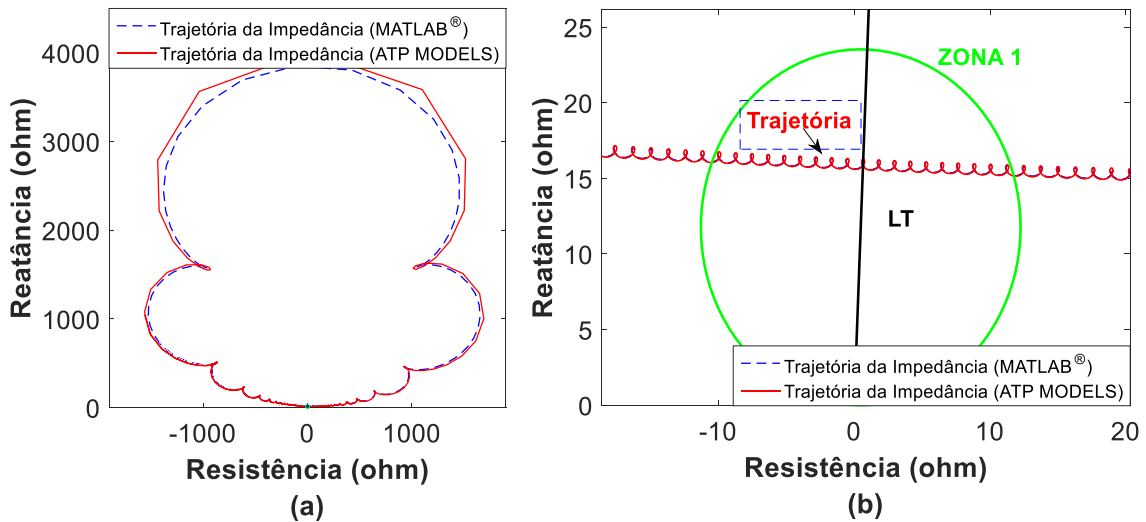 Trajetória da Impedância (MATLAB®)
Trajetória da Impedância (ATP MODELS)
4000
3000
2000
1000
0
Reatância (ohm)
-1000
0
1000
Resistência (ohm)
(a)
25
20
15
10
5
0
Reatância (ohm)
ZONA 1
Trajetória
LT
Trajetória da Impedância (MATLAB®)
Trajetória da Impedância (ATP MODELS)
-10
0
10
20
Resistência (ohm)
(b)